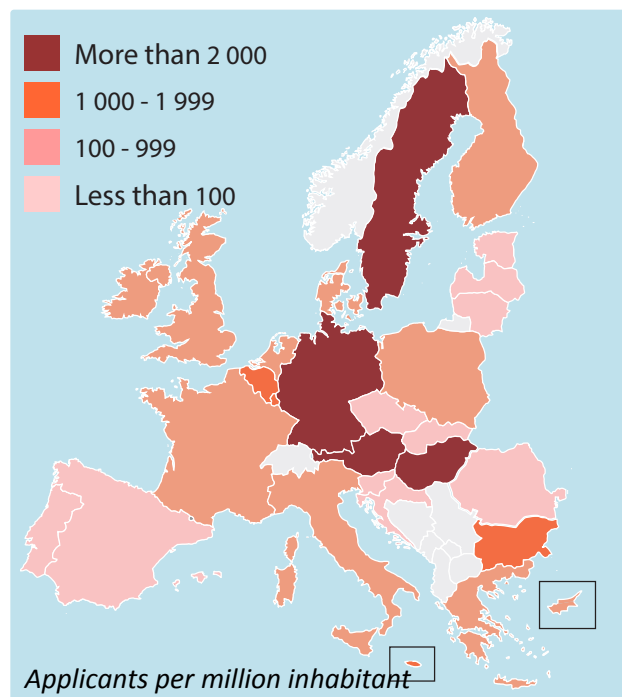 More than 2 000
1 000 - 1 999
100 - 999
Less than 100
Applicants per million inhabitant